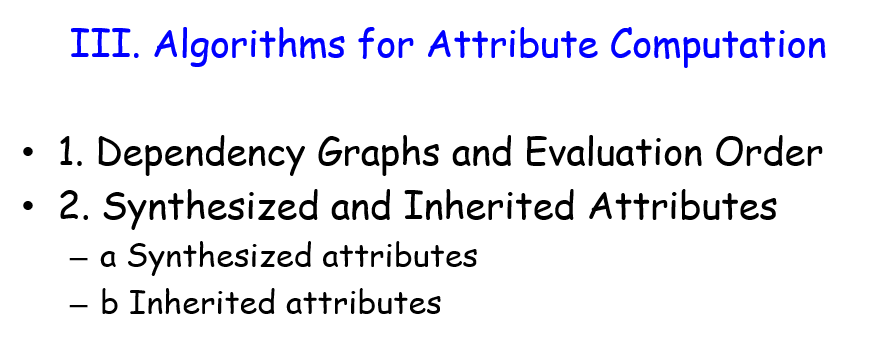 III. Algorithms for Attribute Computation
• 1. Dependency Graphs and Evaluation Order
• 2. Synthesized and Inherited Attributes
– a Synthesized attributes
– b Inherited attributes